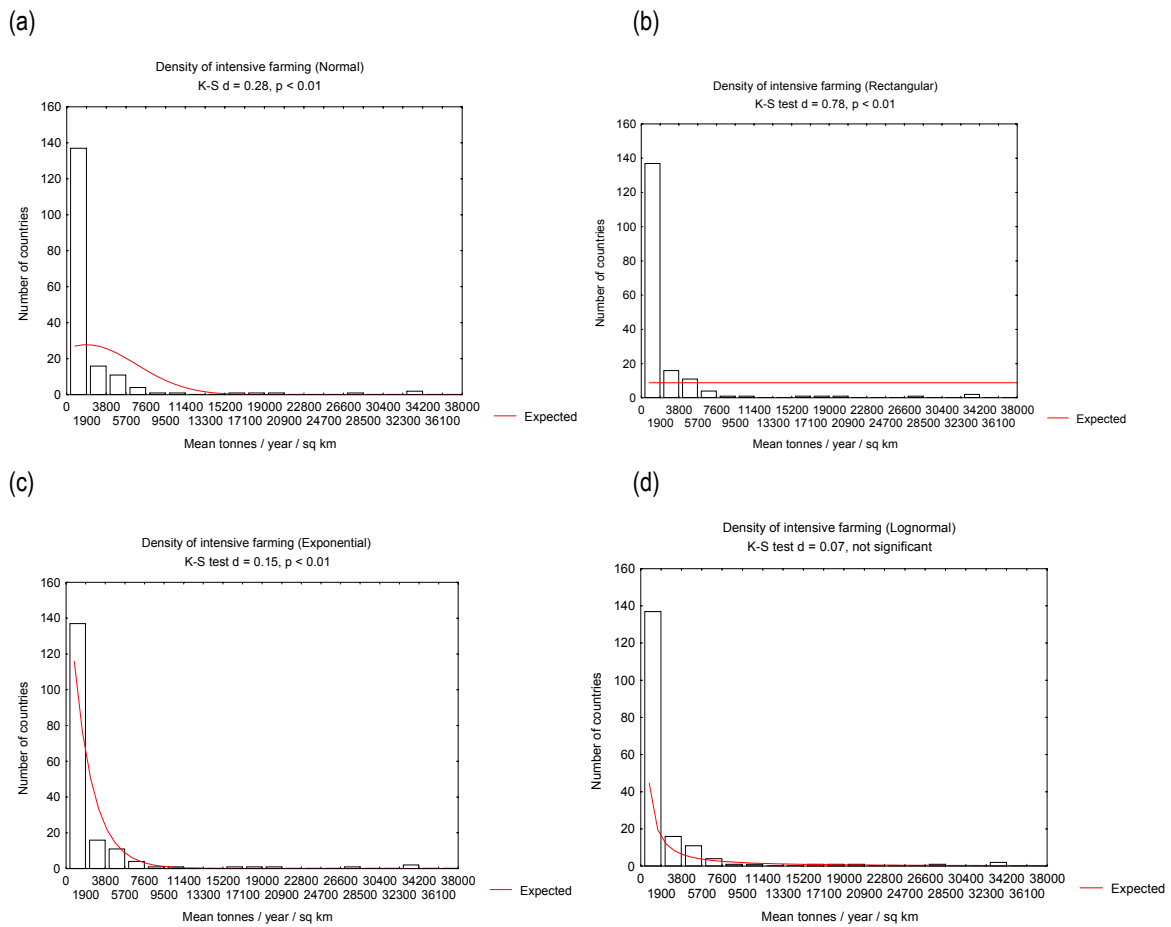 (a)
Density of intensive farming (Normal)
K-S d = 0.28, p < 0.01
160
140
120
100
80
60
40
20
0
Number of countries
0 3800 7600 11400 15200 19000 22800 26600 30400 34200 38000
1900 5700 9500 13300 17100 20900 24700 28500 32300 36100
Mean tonnes / year / sq km
Expected
(b)
Density of intensive farming (Rectangular)
K-S test d = 0.78, p < 0.01
160
140
120
100
80
60
40
20
0
Number of countries
0 3800 7600 11400 15200 19000 22800 26600 30400 34200 38000
1900 5700 9500 13300 17100 20900 24700 28500 32300 36100
Mean tonnes / year / sq km
Expected
(c)
Density of intensive farming (Exponential)
K-S test d = 0.15, p < 0.01
160
140
120
100
80
60
40
20
0
Number of countries
0 3800 7600 11400 15200 19000 22800 26600 30400 34200 38000
1900 5700 9500 13300 17100 20900 24700 28500 32300 36100
Mean tonnes / year / sq km
Expected
(d)
Density of intensive farming (Lognormal)
K-S test d = 0.07, not significant
160
140
120
100
80
60
40
20
0
Number of countries
0 3800 7600 11400 15200 19000 22800 26600 30400 34200 38000
1900 5700 9500 13300 17100 20900 24700 28500 32300 36100
Mean tonnes / year / sq km
Expected